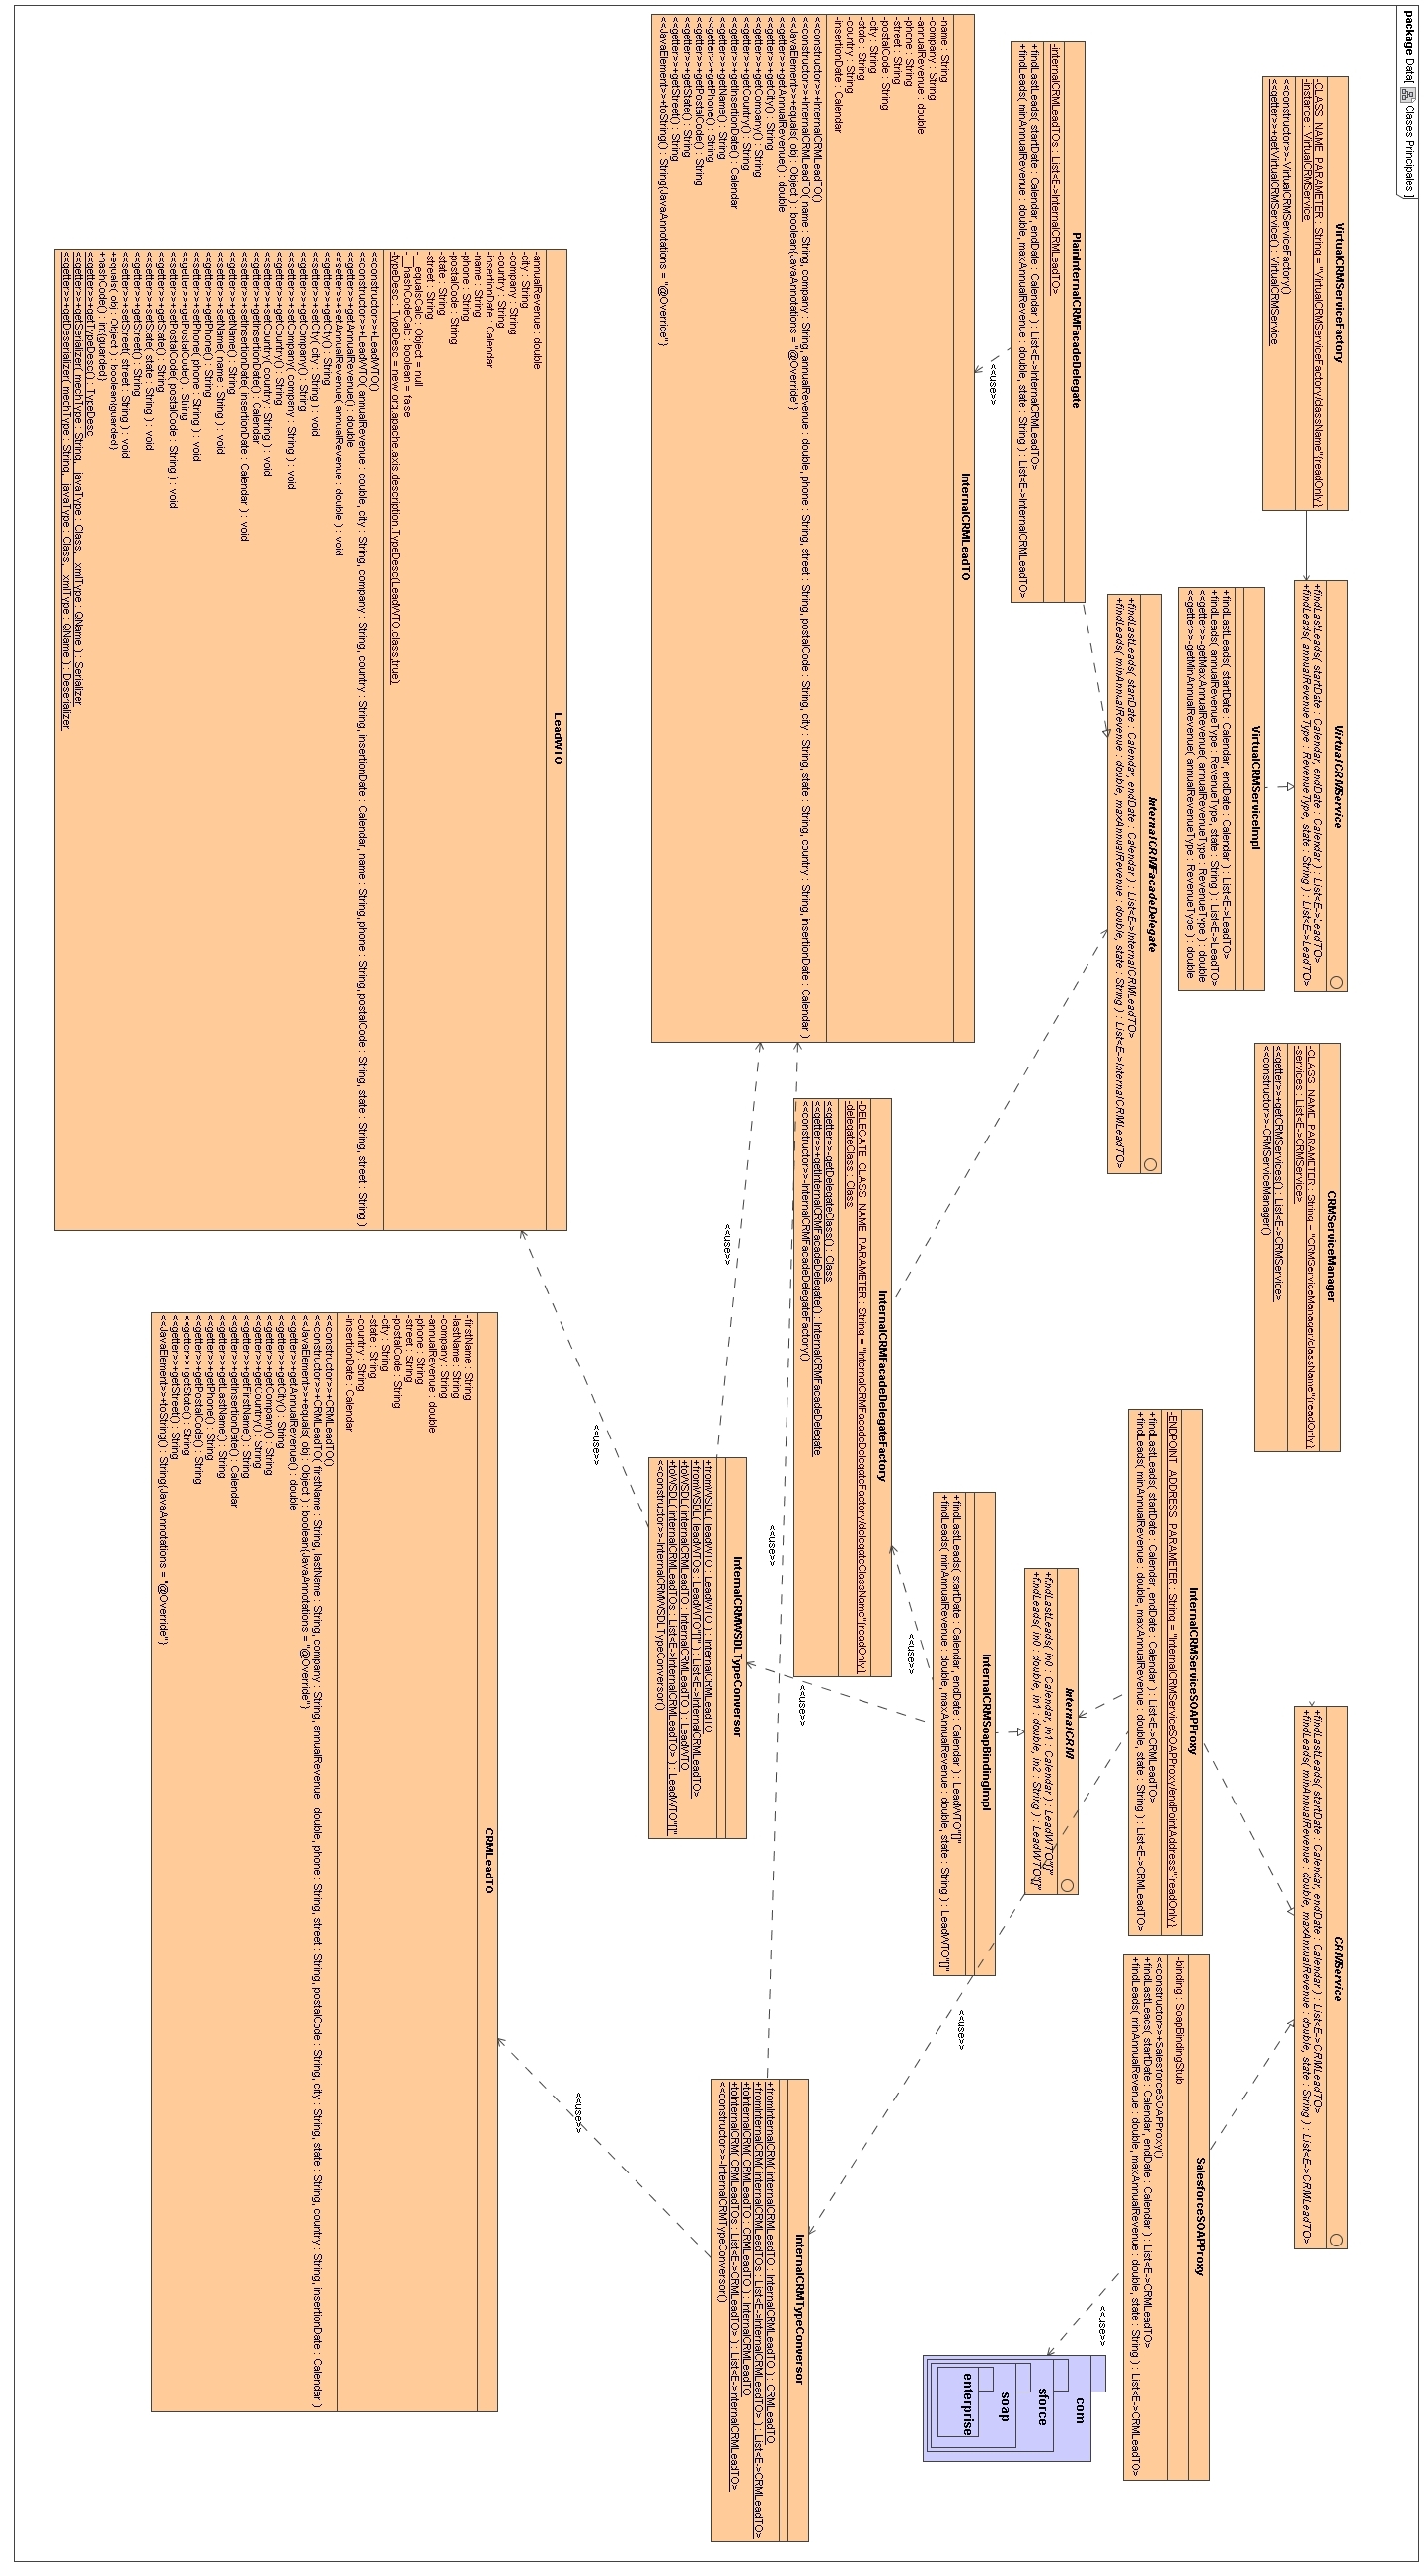 package Data[ Clases Principales ]
VirtualCRMServiceFactory
-CLASS_NAME_PARAMETER : String = "VirtualCRMServiceFactory/className"{readOnly}
-instance : VirtualCRMService
<<constructor>>-VirtualCRMServiceFactory()
<<getter>>+getVirtualCRMService() : VirtualCRMService
VirtualCRMService
+findLastLeads( startDate : Calendar, endDate : Calendar ) : List<E->LeadTO>
+findLeads( annualRevenueType : RevenueType, state : String ) : List<E->LeadTO>
VirtualCRMServiceImpl
+findLastLeads( startDate : Calendar, endDate : Calendar ) : List<E->LeadTO>
+findLeads( annualRevenueType : RevenueType, state : String ) : List<E->LeadTO>
<<getter>>-getMaxAnnualRevenue( annualRevenueType : RevenueType ) : double
<<getter>>-getMinAnnualRevenue( annualRevenueType : RevenueType ) : double
CRMServiceManager
-CLASS_NAME_PARAMETER : String = "CRMServiceManager/className"{readOnly}
-services : List<E->CRMService>
<<getter>>+getCRMServices() : List<E->CRMService>
<<constructor>>-CRMServiceManager()
CRMService
+findLastLeads( startDate : Calendar, endDate : Calendar ) : List<E->CRMLeadTO>
+findLeads( minAnnualRevenue : double, maxAnnualRevenue : double, state : String ) : List<E->CRMLeadTO>
PlainInternalCRMFacadeDelegate
-internalCRMLeadTOs : List<E->InternalCRMLeadTO>
+findLastLeads( startDate : Calendar, endDate : Calendar ) : List<E->InternalCRMLeadTO>
+findLeads( minAnnualRevenue : double, maxAnnualRevenue : double, state : String ) : List<E->InternalCRMLeadTO>
<<use>>
InternalCRMFacadeDelegate
+findLastLeads( startDate : Calendar, endDate : Calendar ) : List<E->InternalCRMLeadTO>
+findLeads( minAnnualRevenue : double, maxAnnualRevenue : double, state : String ) : List<E->InternalCRMLeadTO>
InternalCRMServiceSOAPProxy
-ENDPOINT_ADDRESS_PARAMETER : String = "InternalCRMServiceSOAPProxy/endPointAddress"{readOnly}
+findLastLeads( startDate : Calendar, endDate : Calendar ) : List<E->CRMLeadTO>
+findLeads( minAnnualRevenue : double, maxAnnualRevenue : double, state : String ) : List<E->CRMLeadTO>
SalesforceSOAPProxy
-binding : SoapBindingStub
<<constructor>>+SalesforceSOAPProxy()
+findLastLeads( startDate : Calendar, endDate : Calendar ) : List<E->CRMLeadTO>
+findLeads( minAnnualRevenue : double, maxAnnualRevenue : double, state : String ) : List<E->CRMLeadTO>
<<use>>
com
sforce
soap
enterprise
InternalCRM
+findLastLeads( in0 : Calendar, in1 : Calendar ) : LeadWTO"[]"
+findLeads( in0 : double, in1 : double, in2 : String ) : LeadWTO"[]"
InternalCRMSoapBindingImpl
+findLastLeads( startDate : Calendar, endDate : Calendar ) : LeadWTO"[]"
+findLeads( minAnnualRevenue : double, maxAnnualRevenue : double, state : String ) : LeadWTO"[]"
<<use>>
<<use>>
<<use>>
InternalCRMLeadTO
-name : String
-company : String
-annualRevenue : double
-phone : String
-street : String
-postalCode : String
-city : String
-state : String
-country : String
-insertionDate : Calendar
<<constructor>>+InternalCRMLeadTO()
<<constructor>>+InternalCRMLeadTO( name : String, company : String, annualRevenue : double, phone : String, street : String, postalCode : String, city : String, state : String, country : String, insertionDate : Calendar )
<<JavaElement>>+equals( obj : Object ) : boolean{JavaAnnotations = "@Override"}
<<getter>>+getAnnualRevenue() : double
<<getter>>+getCity() : String
<<getter>>+getCompany() : String
<<getter>>+getCountry() : String
<<getter>>+getInsertionDate() : Calendar
<<getter>>+getName() : String
<<getter>>+getPhone() : String
<<getter>>+getPostalCode() : String
<<getter>>+getState() : String
<<getter>>+getStreet() : String
<<JavaElement>>+toString() : String{JavaAnnotations = "@Override"}
InternalCRMFacadeDelegateFactory
-DELEGATE_CLASS_NAME_PARAMETER : String = "InternalCRMFacadeDelegateFactory/delegateClassName"{readOnly}
-delegateClass : Class
<<getter>>-getDelegateClass() : Class
<<getter>>+getInternalCRMFacadeDelegate() : InternalCRMFacadeDelegate
<<constructor>>-InternalCRMFacadeDelegateFactory()
<<use>>
<<use>>
InternalCRMWSDLTypeConversor
+fromWSDL( leadWTO : LeadWTO ) : InternalCRMLeadTO
+fromWSDL( leadWTOs : LeadWTO"[]" ) : List<E->InternalCRMLeadTO>
+toWSDL( internalCRMLeadTO : InternalCRMLeadTO ) : LeadWTO
+toWSDL( internalCRMLeadTOs : List<E->InternalCRMLeadTO> ) : LeadWTO"[]"
<<constructor>>-InternalCRMWSDLTypeConversor()
InternalCRMTypeConversor
+fromInternalCRM( internalCRMLeadTO : InternalCRMLeadTO ) : CRMLeadTO
+fromInternalCRM( internalCRMLeadTOs : List<E->InternalCRMLeadTO> ) : List<E->CRMLeadTO>
+toInternalCRM( CRMLeadTO : CRMLeadTO ) : InternalCRMLeadTO
+toInternalCRM( CRMLeadTOs : List<E->CRMLeadTO> ) : List<E->InternalCRMLeadTO>
<<constructor>>-InternalCRMTypeConversor()
<<use>>
<<use>>
LeadWTO
-annualRevenue : double
-city : String
-company : String
-country : String
-insertionDate : Calendar
-name : String
-phone : String
-postalCode : String
-state : String
-street : String
-__equalsCalc : Object = null
-__hashCodeCalc : boolean = false
-typeDesc : TypeDesc = new org.apache.axis.description.TypeDesc(LeadWTO.class,true)
<<constructor>>+LeadWTO()
<<constructor>>+LeadWTO( annualRevenue : double, city : String, company : String, country : String, insertionDate : Calendar, name : String, phone : String, postalCode : String, state : String, street : String )
<<getter>>+getAnnualRevenue() : double
<<setter>>+setAnnualRevenue( annualRevenue : double ) : void
<<getter>>+getCity() : String
<<setter>>+setCity( city : String ) : void
<<getter>>+getCompany() : String
<<setter>>+setCompany( company : String ) : void
<<getter>>+getCountry() : String
<<setter>>+setCountry( country : String ) : void
<<getter>>+getInsertionDate() : Calendar
<<setter>>+setInsertionDate( insertionDate : Calendar ) : void
<<getter>>+getName() : String
<<setter>>+setName( name : String ) : void
<<getter>>+getPhone() : String
<<setter>>+setPhone( phone : String ) : void
<<getter>>+getPostalCode() : String
<<setter>>+setPostalCode( postalCode : String ) : void
<<getter>>+getState() : String
<<setter>>+setState( state : String ) : void
<<getter>>+getStreet() : String
<<setter>>+setStreet( street : String ) : void
+equals( obj : Object ) : boolean{guarded}
+hashCode() : int{guarded}
<<getter>>+getTypeDesc() : TypeDesc
<<getter>>+getSerializer( mechType : String, _javaType : Class, _xmlType : QName ) : Serializer
<<getter>>+getDeserializer( mechType : String, _javaType : Class, _xmlType : QName ) : Deserializer
CRMLeadTO
-firstName : String
-lastName : String
-company : String
-annualRevenue : double
-phone : String
-street : String
-postalCode : String
-city : String
-state : String
-country : String
-insertionDate : Calendar
<<constructor>>+CRMLeadTO()
<<constructor>>+CRMLeadTO( firstName : String, lastName : String, company : String, annualRevenue : double, phone : String, street : String, postalCode : String, city : String, state : String, country : String, insertionDate : Calendar )
<<JavaElement>>+equals( obj : Object ) : boolean{JavaAnnotations = "@Override"}
<<getter>>+getAnnualRevenue() : double
<<getter>>+getCity() : String
<<getter>>+getCompany() : String
<<getter>>+getCountry() : String
<<getter>>+getFirstName() : String
<<getter>>+getInsertionDate() : Calendar
<<getter>>+getLastName() : String
<<getter>>+getPhone() : String
<<getter>>+getPostalCode() : String
<<getter>>+getState() : String
<<getter>>+getStreet() : String
<<JavaElement>>+toString() : String{JavaAnnotations = "@Override"}